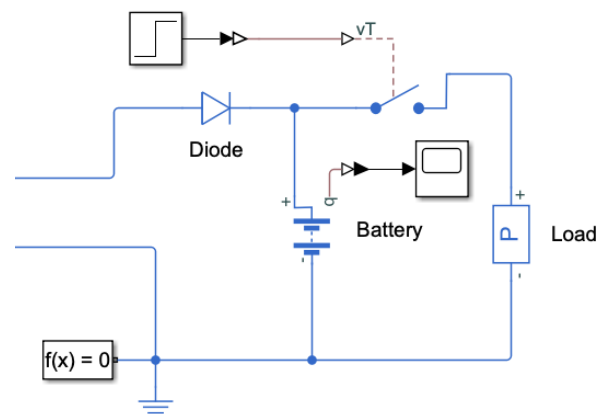 vT
Diode
+
q
Battery
-
+
P
Load
-
f(x) = 0